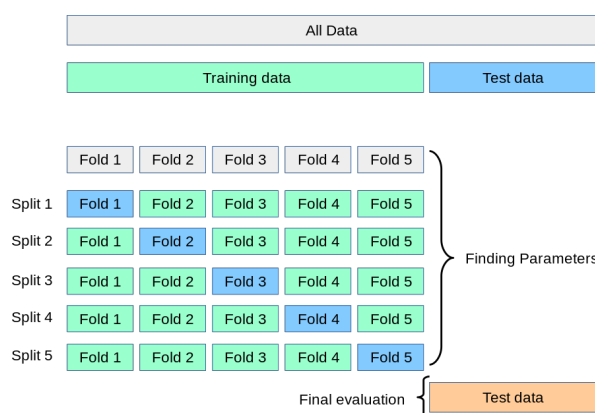 All Data
Training data Test data
Fold 1 Fold 2 Fold 3 Fold 4 Fold 5
Split 1 Fold 1 Fold 2 Fold 3 Fold 4 Fold 5
Split 2 Fold 1 Fold 2 Fold 3 Fold 4 Fold 5
Finding Parameters
Split 3 Fold 1 Fold 2 Fold 3 Fold 4 Fold 5
Split 4 Fold 1 Fold 2 Fold 3 Fold 4 Fold 5
Split 5 Fold 1 Fold 2 Fold 3 Fold 4 Fold 5
Final evaluation Test data